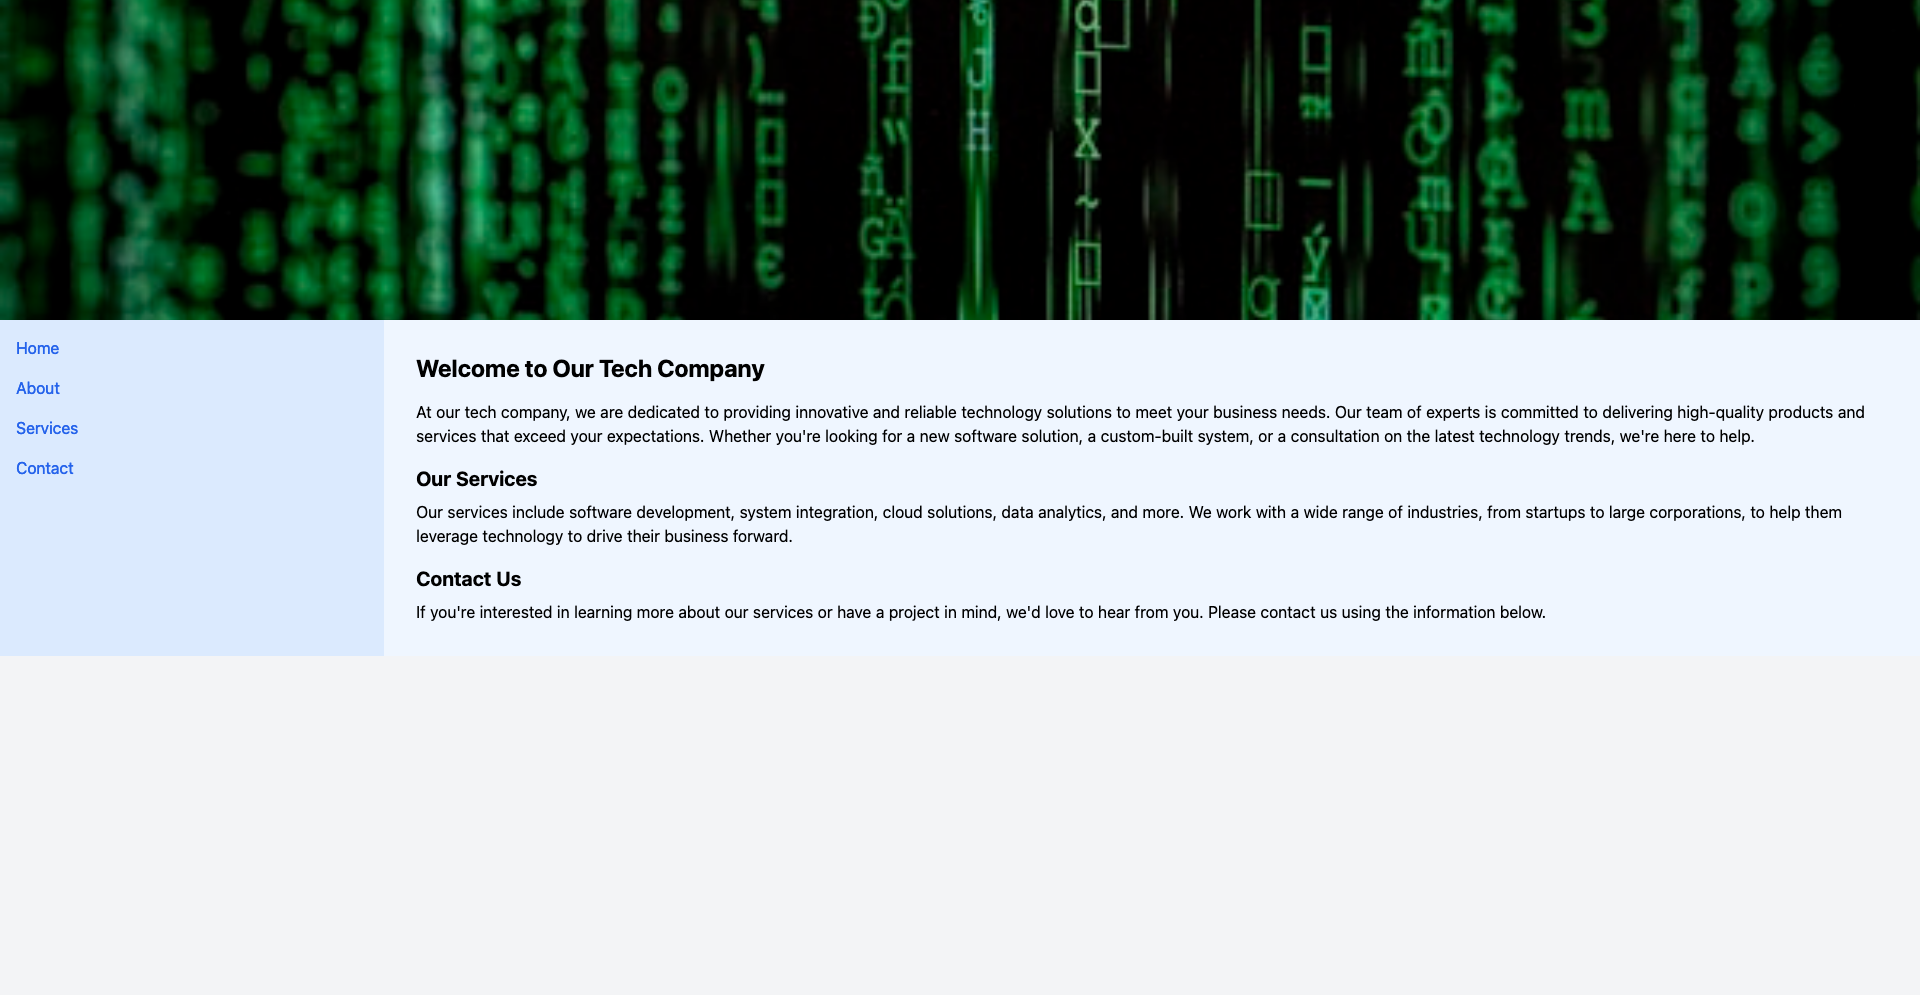 Home
About
Services
Contact
Welcome to Our Tech Company
At our tech company, we are dedicated to providing innovative and reliable technology solutions to meet your business needs. Our team of experts is committed to delivering high-quality products and
services that exceed your expectations. Whether you're looking for a new software solution, a custom-built system, or a consultation on the latest technology trends, we're here to help.
Our Services
Our services include software development, system integration, cloud solutions, data analytics, and more. We work with a wide range of industries, from startups to large corporations, to help them
leverage technology to drive their business forward.
Contact Us
If you're interested in learning more about our services or have a project in mind, we'd love to hear from you. Please contact us using the information below.